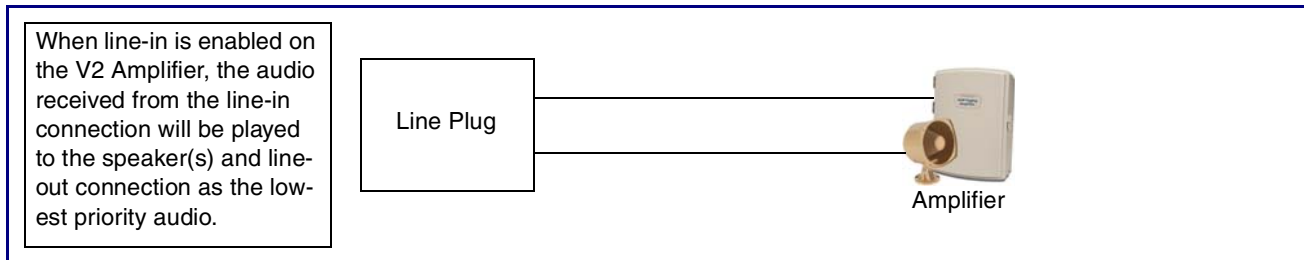 When line-in is enabled on
the V2 Amplifier, the audio
received from the line-in
connection will be played
to the speaker(s) and line-
out connection as the low-
est priority audio.
Line Plug
Amplifier